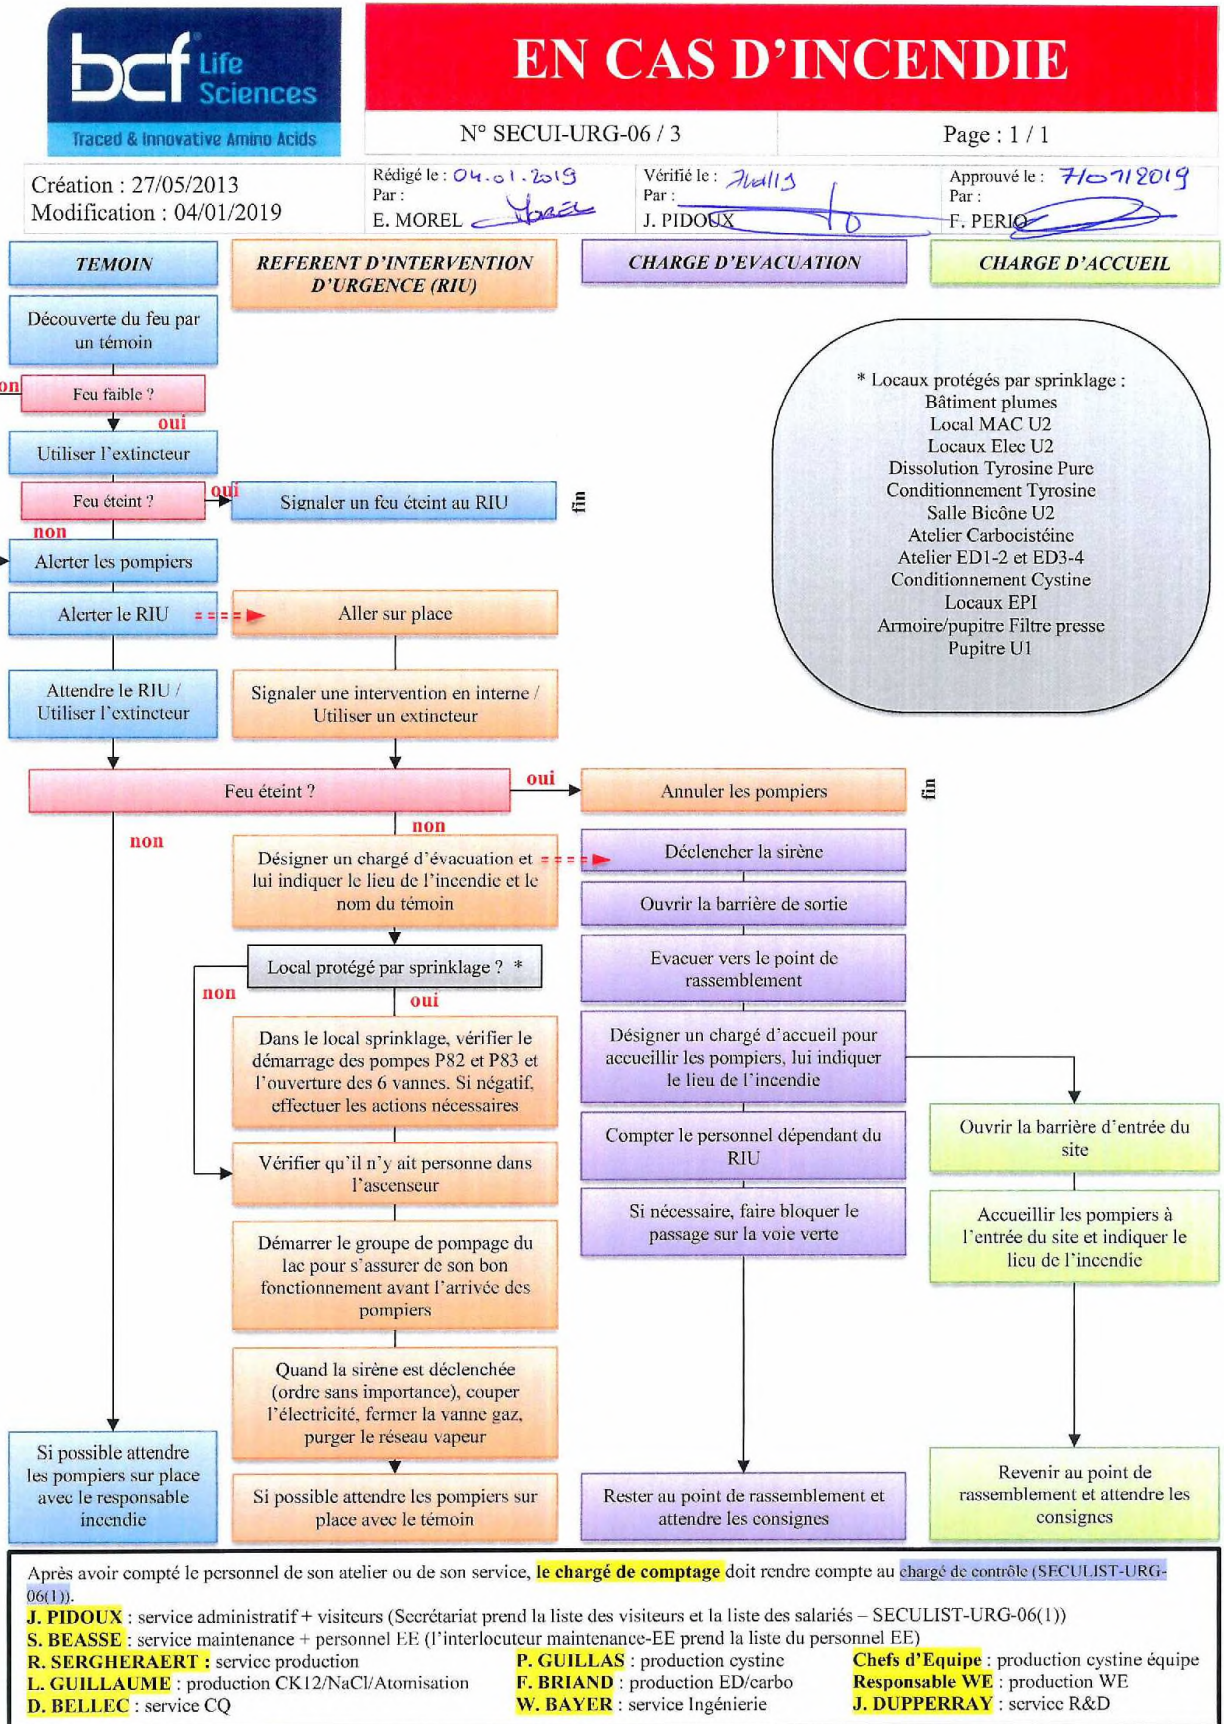 bcf Life Sciences
Traced & Innovative Amino Acids
EN CAS D'INCENDIE
N° SECUI-URG-06 / 3
Page : 1 / 1
Création : 27/05/2013
Modification : 04/01/2019
Rédigé le : 04.01.2019
Par :
E. MOREL
Vérifié le :
Par :
J. PIDOUX
Approuvé le : 7/01/2019
Par :
F. PERIO
TEMOIN
REFERENT D'INTERVENTION
D'URGENCE (RIU)
CHARGE D'EVACUATION
CHARGE D'ACCUEIL
Découverte du feu par
un témoin
on
Feu faible ?
oui
Utiliser l'extincteur
Feu éteint ?
oui
Signaler un feu éteint au RIU
fin
non
Alerter les pompiers
Alerter le RIU
Aller sur place
Attendre le RIU /
Utiliser l'extincteur
Signaler une intervention en interne /
Utiliser un extincteur
* Locaux protégés par sprinklage :
Bâtiment plumes
Local MAC U2
Locaux Elec U2
Dissolution Tyrosine Pure
Conditionnement Tyrosine
Salle Bicône U2
Atelier Carbocistéine
Atelier ED1-2 et ED3-4
Conditionnement Cystine
Locaux EPI
Armoire/pupitre Filtre presse
Pupitre U1
Feu éteint ?
oui
Annuler les pompiers
fin
non
non
Désigner un chargé d'évacuation et
lui indiquer le lieu de l'incendie et le
nom du témoin
Local protégé par sprinklage ? *
non
oui
Dans le local sprinklage, vérifier le
démarrage des pompes P82 et P83 et
l'ouverture des 6 vannes. Si négatif,
effectuer les actions nécessaires
Vérifier qu'il n'y ait personne dans
l'ascenseur
Démarrer le groupe de pompage du
lac pour s'assurer de son bon
fonctionnement avant l'arrivée des
pompiers
Quand la sirène est déclenchée
(ordre sans importance), couper
l'électricité, fermer la vanne gaz,
purger le réseau vapeur
Si possible attendre les pompiers sur
place avec le témoin
Si possible attendre
les pompiers sur place
avec le responsable
incendie
Déclencher la sirène
Ouvrir la barrière de sortie
Evacuer vers le point de
rassemblement
Désigner un chargé d'accueil pour
accueillir les pompiers, lui indiquer
le lieu de l'incendie
Compter le personnel dépendant du
RIU
Si nécessaire, faire bloquer le
passage sur la voie verte
Rester au point de rassemblement et
attendre les consignes
Ouvrir la barrière d'entrée du
site
Accueillir les pompiers à
l'entrée du site et indiquer le
lieu de l'incendie
Revenir au point de
rassemblement et attendre les
consignes
Après avoir compté le personnel de son atelier ou de son service, le chargé de comptage doit rendre compte au chargé de contrôle (SECULIST-URG-
06(1)).
J. PIDOUX : service administratif + visiteurs (Secrétariat prend la liste des visiteurs et la liste des salariés – SECULIST-URG-06(1))
S. BEASSE : service maintenance + personnel EE (l'interlocuteur maintenance-EE prend la liste du personnel EE)
R. SERGHERAERT : service production P. GUILLAS : production cystine Chefs d'Equipe : production cystine équipe
L. GUILLAUME : production CK12/NaCl/Atomisation F. BRIAND : production ED/carbo Responsable WE : production WE
D. BELLEC : service CQ W. BAYER : service Ingénierie J. DUPPERRAY : service R&D